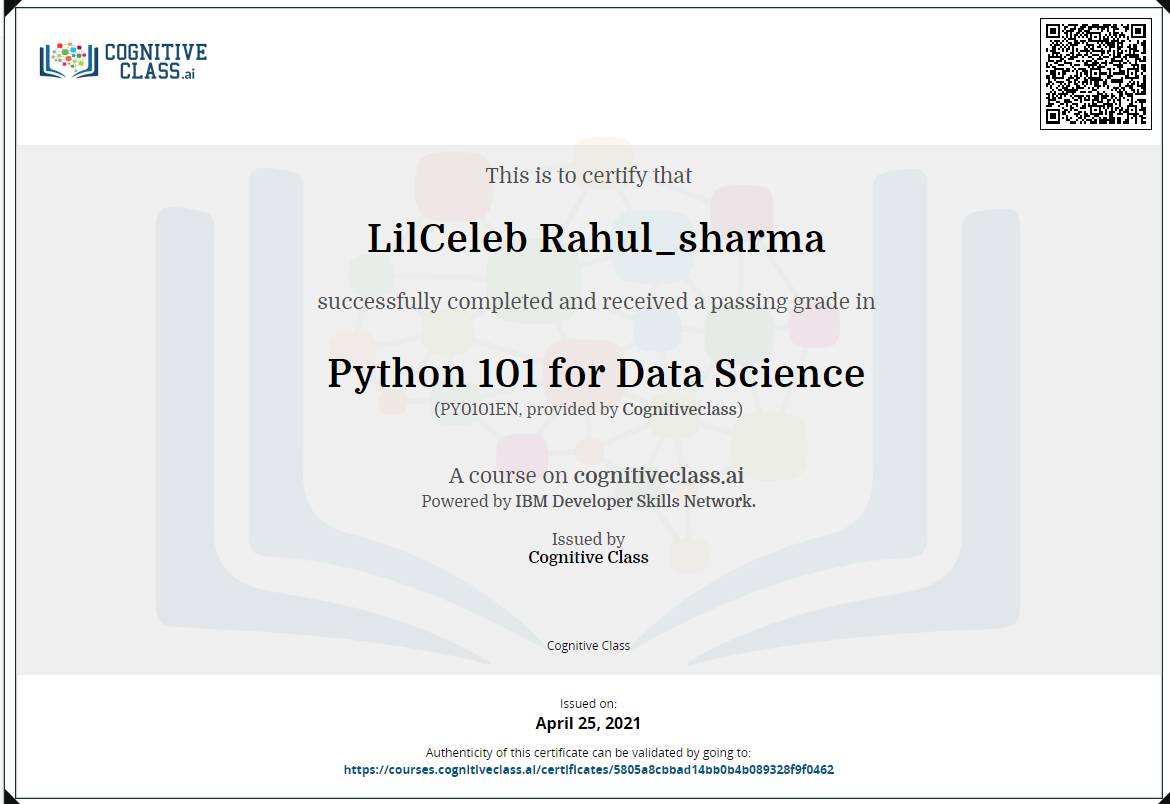 COGNITIVE
CLASS.ai
This is to certify that
LilCeleb Rahul_sharma
successfully completed and received a passing grade in
Python 101 for Data Science
(PY0101EN, provided by Cognitiveclass)
A course on cognitiveclass.ai
Powered by IBM Developer Skills Network.
Issued by
Cognitive Class
Cognitive Class
Issued on:
April 25, 2021
Authenticity of this certificate can be validated by going to:
https://courses.cognitiveclass.ai/certificates/5805a8cbbad14bb0b4b089328f9f0462